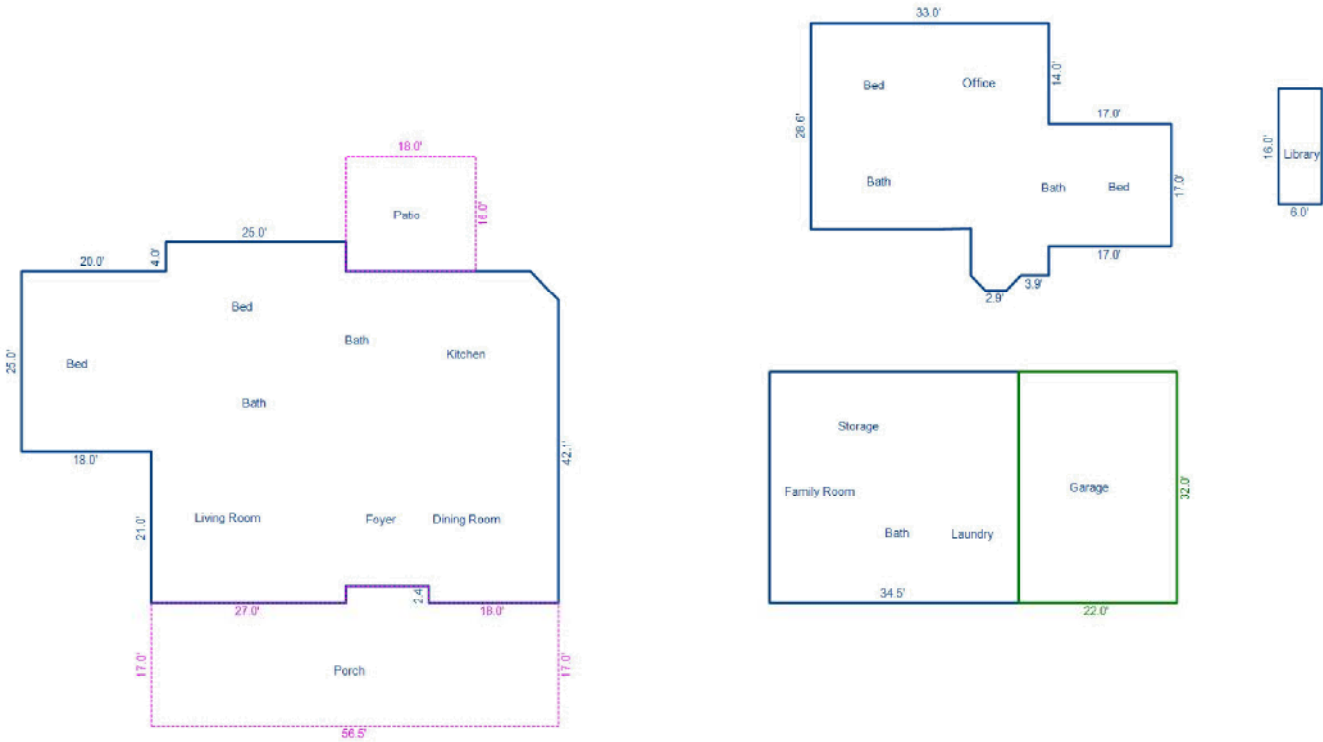 33.0'
Bed
Office
14.0'
28.6'
17.0'
16.0'
Library
Bath
Bath
Bed
17.0'
6.0'
17.0'
3.9'
2.9'
18.0'
Patio
16.0'
25.0'
20.0'
4.0'
Bed
Bath
Kitchen
25.0'
Bed
Bath
42.1'
18.0'
21.0'
Living Room
Foyer
Dining Room
2.4'
27.0'
18.0'
17.0'
Porch
17.0'
56.5'
Storage
Family Room
Garage
32.0'
Bath
Laundry
34.5'
22.0'